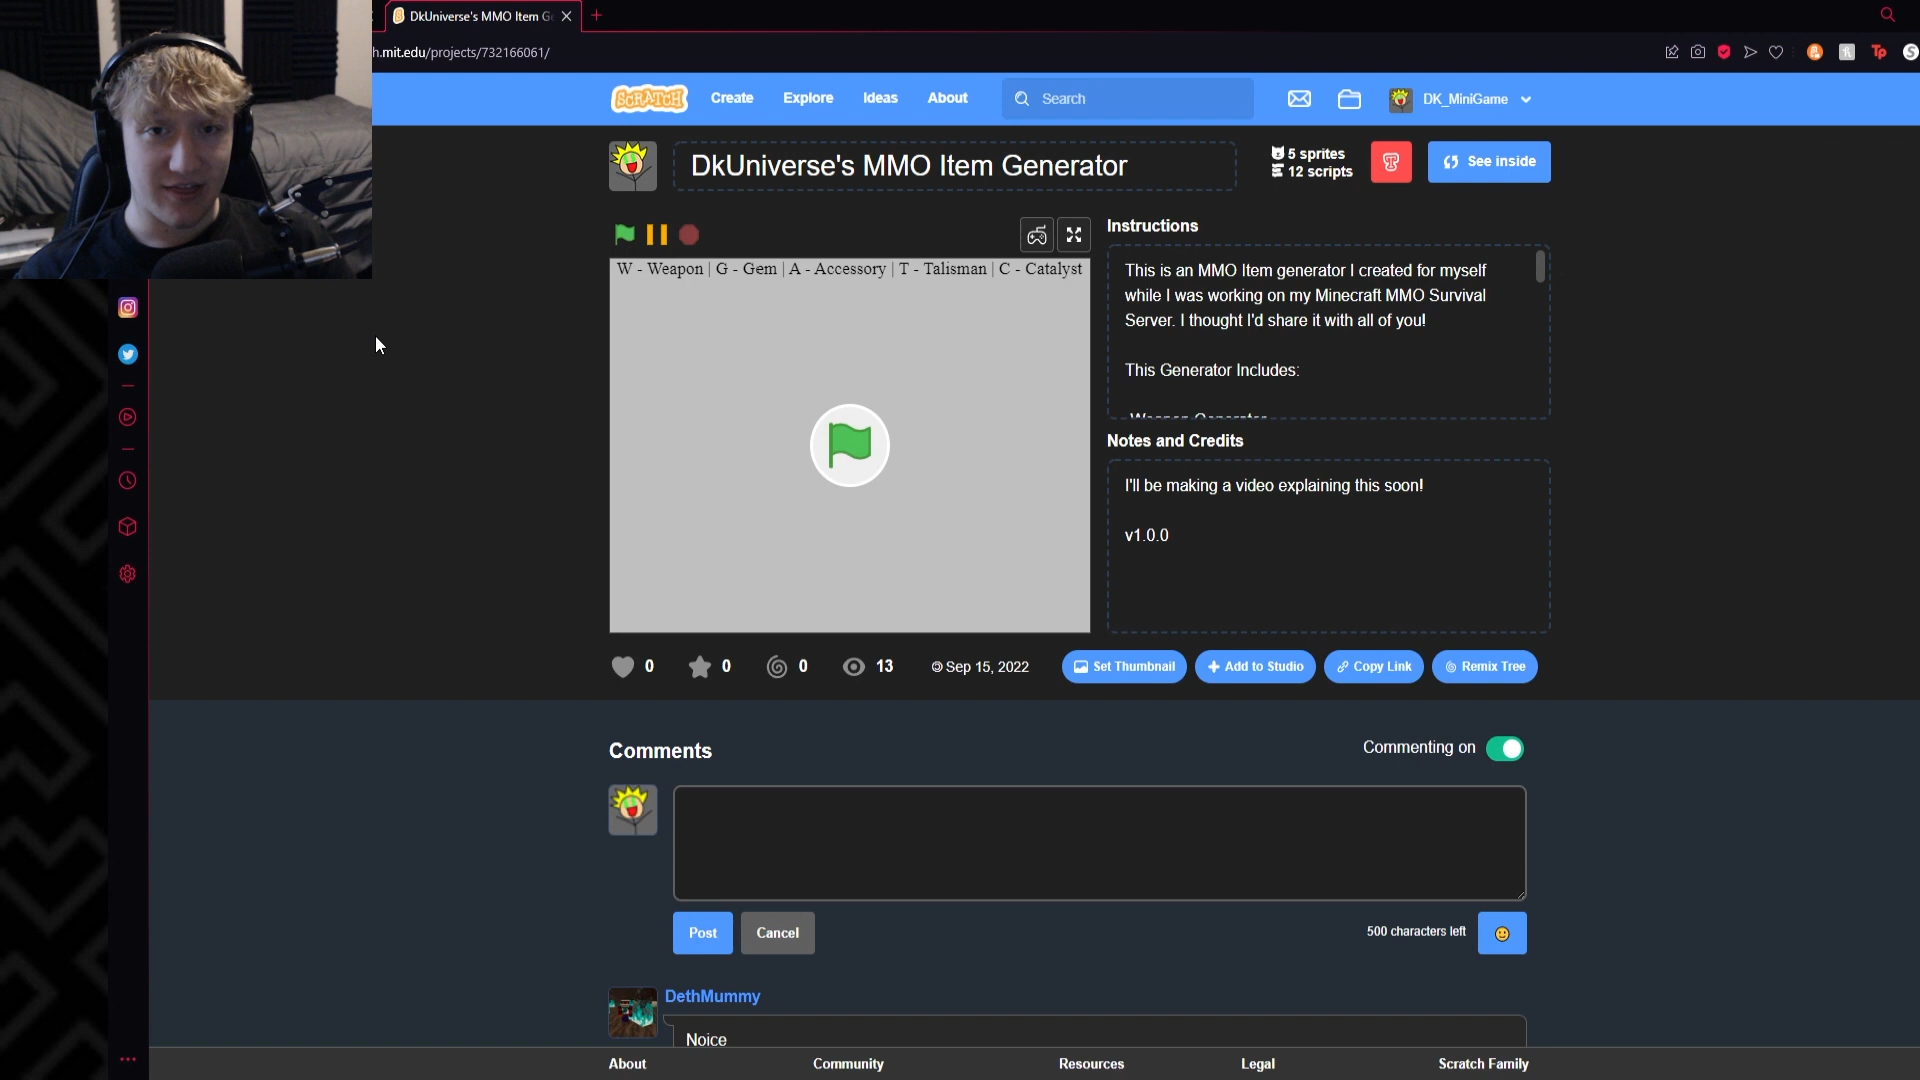 DkUniverse's MMO Item Ge
h.mit.edu/projects/732166061/
SCRATCH
Create
Explore
Ideas
About
Search
DK_MiniGame
DkUniverse's MMO Item Generator
5 sprites
12 scripts
See inside
Instructions
W - Weapon | G - Gem | A - Accessory | T - Talisman | C - Catalyst
This is an MMO Item generator I created for myself
while I was working on my Minecraft MMO Survival
Server. I thought I'd share it with all of you!
This Generator Includes:
Weapon Generator
Notes and Credits
I'll be making a video explaining this soon!
v1.0.0
0
0
0
13
© Sep 15, 2022
Set Thumbnail
Add to Studio
Copy Link
Remix Tree
Comments
Commenting on
Post
Cancel
500 characters left
DethMummy
Noice
About
Community
Resources
Legal
Scratch Family